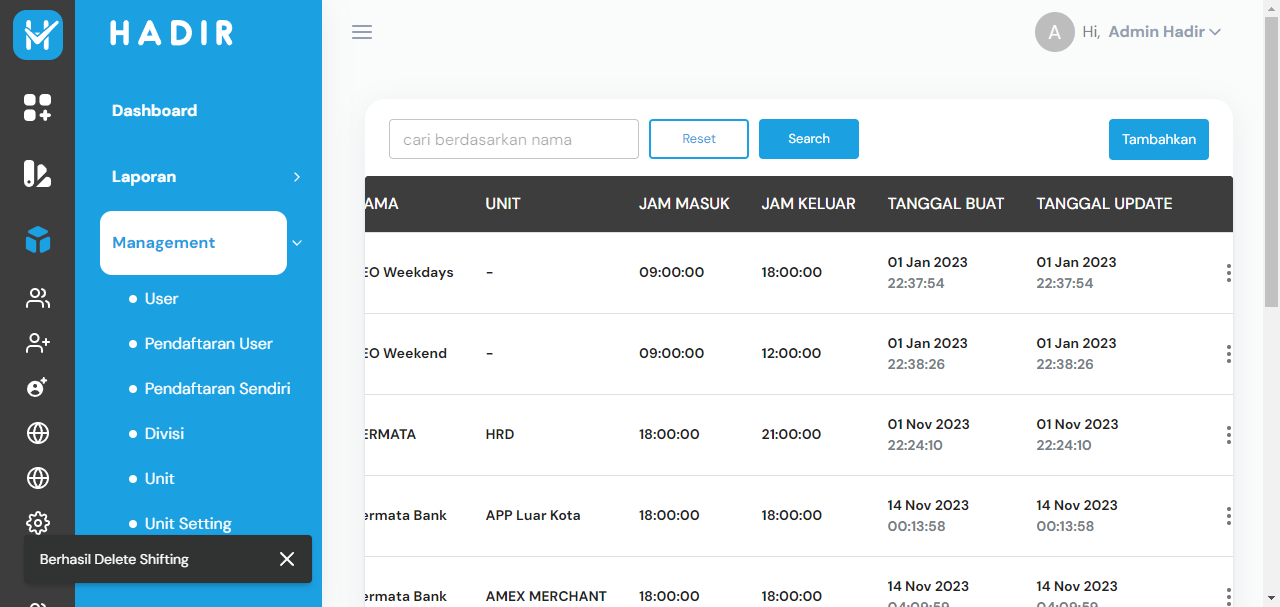 HADIR
A Hi, Admin Hadir
Dashboard
Laporan
Management
User
Pendaftaran User
Pendaftaran Sendiri
Divisi
Unit
Unit Setting
Berhasil Delete Shifting
cari berdasarkan nama Reset Search Tambahkan
AMA UNIT JAM MASUK JAM KELUAR TANGGAL BUAT TANGGAL UPDATE
EO Weekdays - 09:00:00 18:00:00 01 Jan 2023 01 Jan 2023
22:37:54 22:37:54
EO Weekend - 09:00:00 12:00:00 01 Jan 2023 01 Jan 2023
22:38:26 22:38:26
ERMATA HRD 18:00:00 21:00:00 01 Nov 2023 01 Nov 2023
22:24:10 22:24:10
ermata Bank APP Luar Kota 18:00:00 18:00:00 14 Nov 2023 14 Nov 2023
00:13:58 00:13:58
ermata Bank AMEX MERCHANT 18:00:00 18:00:00 14 Nov 2023 14 Nov 2023